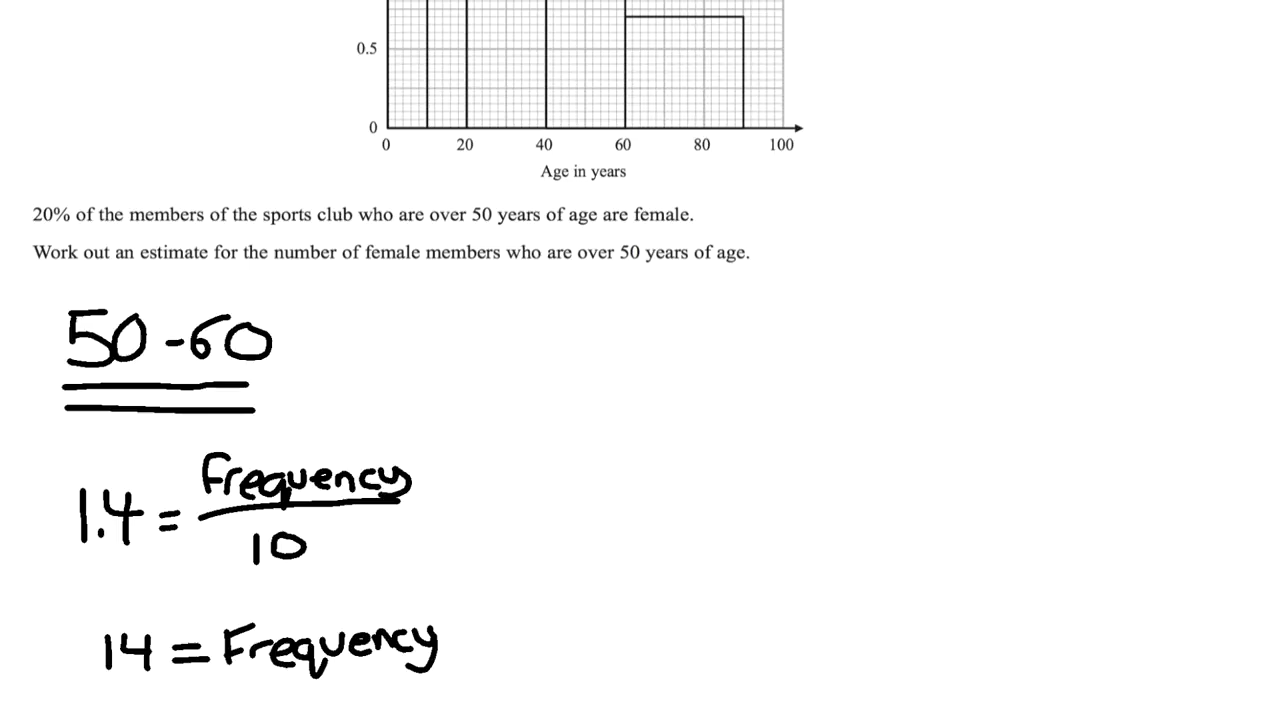 0.5
0
0 20 40 60 80 100
Age in years
20% of the members of the sports club who are over 50 years of age are female.
Work out an estimate for the number of female members who are over 50 years of age.
50-60
1.4 = Frequency
10
14 = Frequency